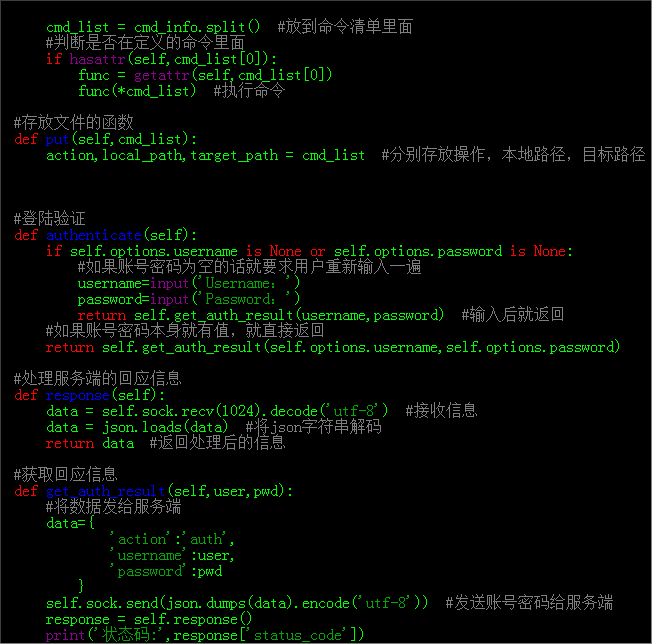 cmd_list = cmd_info.split()  #放到命令清单里面
#判断是否在定义的命令里面
if hasattr(self,cmd_list[0]):
func = getattr(self,cmd_list[0])
func(*cmd_list)  #执行命令
#存放文件的函数
def put(self,cmd_list):
action,local_path,target_path = cmd_list  #分别存放操作，本地路径，目标路径
#登陆验证
def authenticate(self):
if self.options.username is None or self.options.password is None:
#如果账号密码为空的话就要求用户重新输入一遍
username=input('Username：')
password=input('Password：')
return self.get_auth_result(username,password)  #输入后就返回
#如果账号密码本身就有值，就直接返回
return self.get_auth_result(self.options.username,self.options.password)
#处理服务端的回应信息
def response(self):
data = self.sock.recv(1024).decode('utf-8')  #接收信息
data = json.loads(data)  #将json字符串解码
return data  #返回处理后的信息
#获取回应信息
def get_auth_result(self,user,pwd):
#将数据发给服务端
data={
'action':'auth',
'username':user,
'password':pwd
}
self.sock.send(json.dumps(data).encode('utf-8'))  #发送账号密码给服务端
response = self.response()
print('状态码:',response['status_code'])